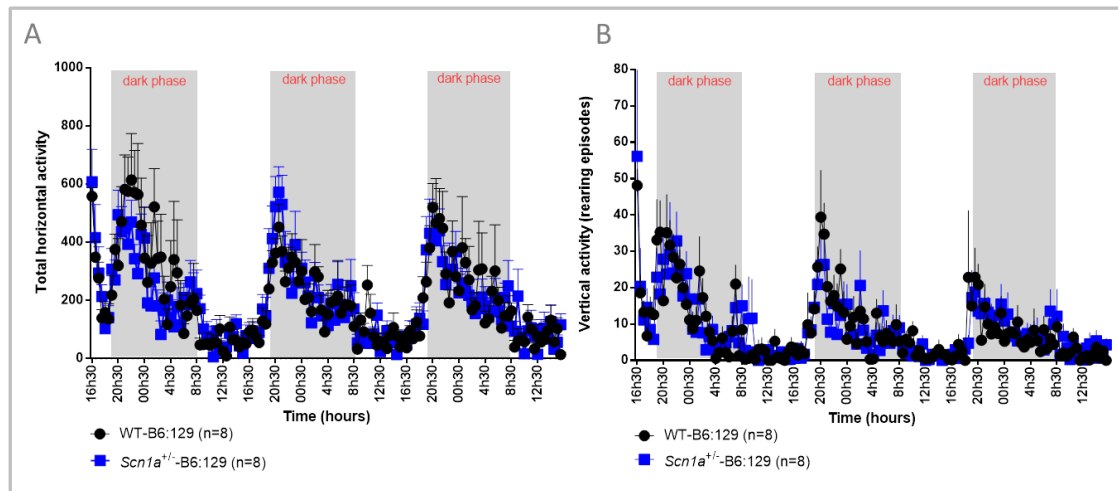 A
B
Total horizontal activity
1000
800
600
400
200
0
dark phase
dark phase
dark phase
16h30
20h30
00h30
4h30
8h30
12h30
16h30
20h30
00h30
4h30
8h30
12h30
16h30
20h30
00h30
4h30
8h30
12h30
Time (hours)
WT-B6:129 (n=8)
Scn1a+/--B6:129 (n=8)
Vertical activity (rearing episodes)
80
70
60
50
40
30
20
10
0
dark phase
dark phase
dark phase
16h30
20h30
00h30
4h30
8h30
12h30
16h30
20h30
00h30
4h30
8h30
12h30
16h30
20h30
00h30
4h30
8h30
12h30
Time (hours)
WT-B6:129 (n=8)
Scn1a+/--B6:129 (n=8)